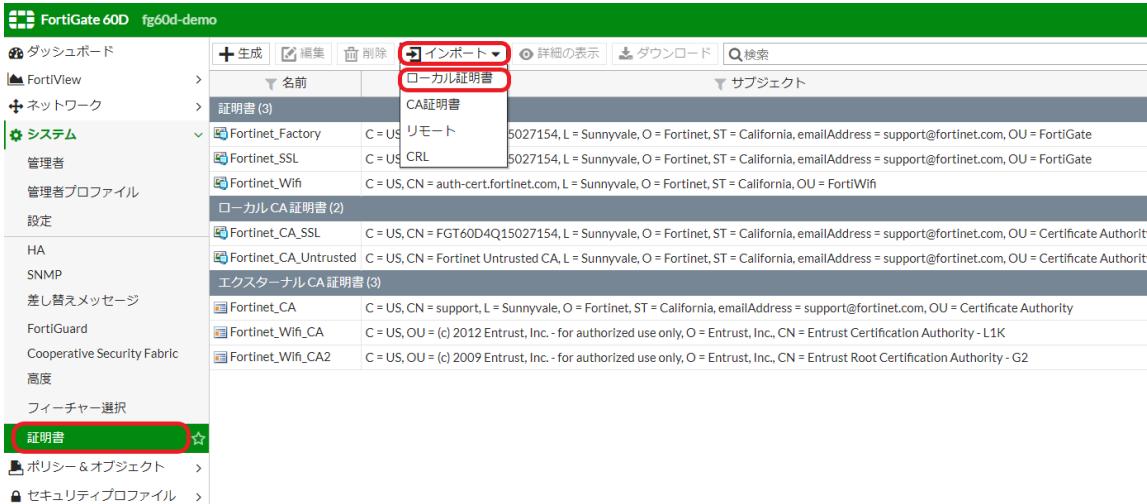 FortiGate 60D fg60d-demo
ダッシュボード
FortiView
ネットワーク
システム
管理者
管理者プロファイル
設定
HA
SNMP
差し替えメッセージ
FortiGuard
Cooperative Security Fabric
高度
フィーチャー選択
証明書
ポリシー & オブジェクト
セキュリティプロファイル
生成 編集 削除 インポート 詳細の表示 ダウンロード 検索
ローカル証明書
CA証明書
リモート
CRL
名前 サブジェクト
証明書 (3)
Fortinet_Factory C = US 15027154, L = Sunnyvale, O = Fortinet, ST = California, emailAddress = support@fortinet.com, OU = FortiGate
Fortinet_SSL C = US 5027154, L = Sunnyvale, O = Fortinet, ST = California, emailAddress = support@fortinet.com, OU = FortiGate
Fortinet_Wifi C = US, CN = auth-cert.fortinet.com, L = Sunnyvale, O = Fortinet, ST = California, OU = FortiWifi
ローカル CA 証明書 (2)
Fortinet_CA_SSL C = US, CN = FGT60D4Q15027154, L = Sunnyvale, O = Fortinet, ST = California, emailAddress = support@fortinet.com, OU = Certificate Authorit
Fortinet_CA_Untrusted C = US, CN = Fortinet Untrusted CA, L = Sunnyvale, O = Fortinet, ST = California, emailAddress = support@fortinet.com, OU = Certificate Authorit
エクスターナル CA 証明書 (3)
Fortinet_CA C = US, CN = support, L = Sunnyvale, O = Fortinet, ST = California, emailAddress = support@fortinet.com, OU = Certificate Authority
Fortinet_Wifi_CA C = US, OU = (c) 2012 Entrust, Inc. - for authorized use only, O = Entrust, Inc., CN = Entrust Certification Authority - L1K
Fortinet_Wifi_CA2 C = US, OU = (c) 2009 Entrust, Inc. - for authorized use only, O = Entrust, Inc., CN = Entrust Root Certification Authority - G2